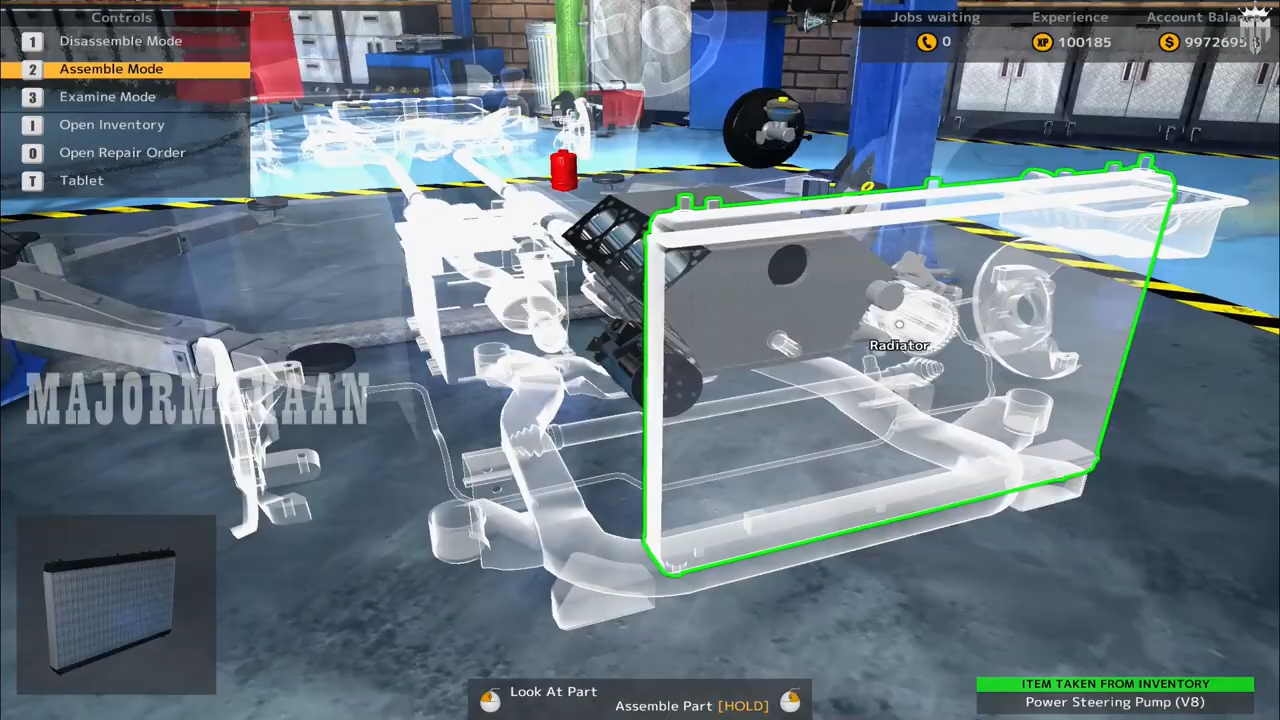 Controls
1 Disassemble Mode
2 Assemble Mode
3 Examine Mode
I Open Inventory
O Open Repair Order
T Tablet
Jobs waiting Experience
0 XP 100185 $
Account
Radiator
Look At Part
Assemble Part [HOLD]
ITEM TAKEN FROM INVENTORY
Power Steering Pump (V8)